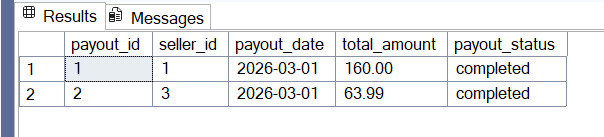 Results Messages
payout_id seller_id payout_date total_amount payout_status
1 1 1 2026-03-01 160.00 completed
2 2 3 2026-03-01 63.99 completed